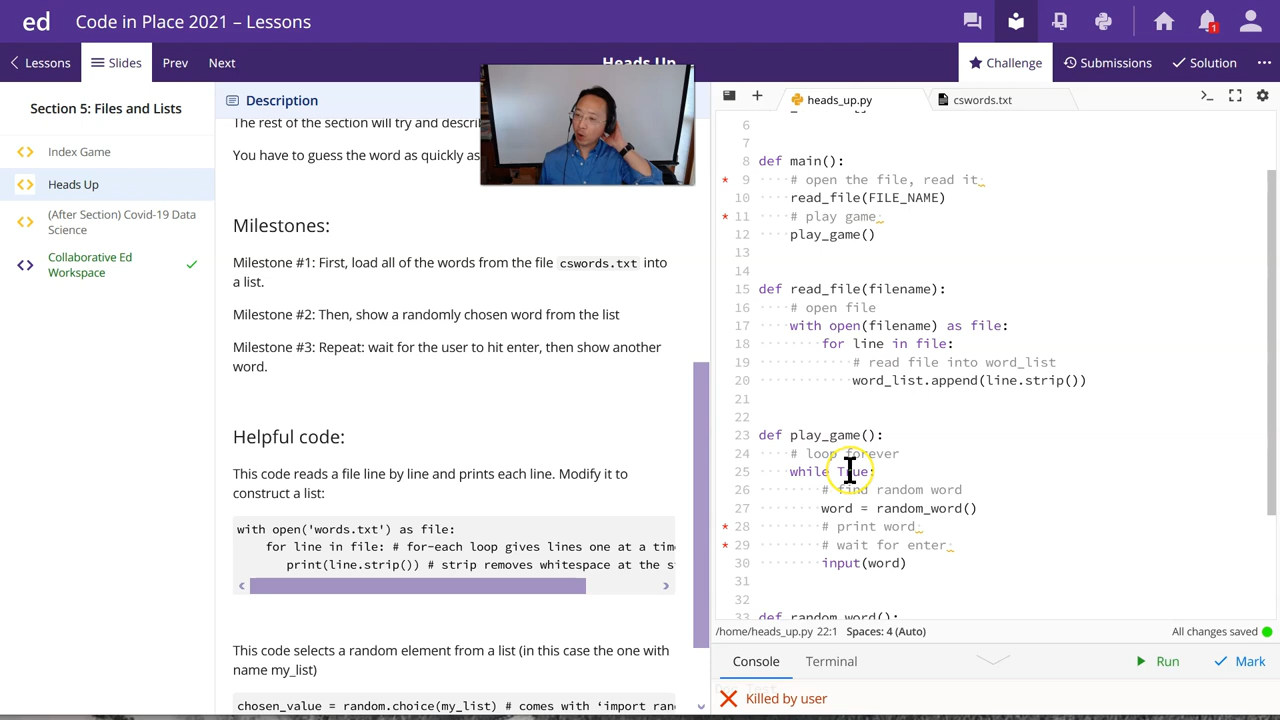 ed Code in Place 2021 – Lessons
1
Lessons Slides Prev Next Heads Up Challenge Submissions Solution
Section 5: Files and Lists
Index Game
Heads Up
(After Section) Covid-19 Data
Science
Collaborative Ed
Workspace
Description
The rest of the section will try and descri
You have to guess the word as quickly as
Milestones:
Milestone #1: First, load all of the words from the file cswords.txt into
a list.
Milestone #2: Then, show a randomly chosen word from the list
Milestone #3: Repeat: wait for the user to hit enter, then show another
word.
Helpful code:
This code reads a file line by line and prints each line. Modify it to
construct a list:
with open('words.txt') as file:
for line in file: # for-each loop gives lines one at a time
print(line.strip()) # strip removes whitespace at the s
This code selects a random element from a list (in this case the one with
name my_list)
chosen_value = random.choice(my_list) # comes with ‘import ran
heads_up.py cswords.txt
6
7
8 def main():
* 9 # open the file, read it
10 read_file(FILE_NAME)
* 11 # play game
12 play_game()
13
14
15 def read_file(filename):
16 # open file
17 with open(filename) as file:
18 for line in file:
19 # read file into word_list
20 word_list.append(line.strip())
21
22
23 def play_game():
24 # loop forever
25 while True:
26 # find random word
27 word = random_word()
* 28 # print word
* 29 # wait for enter
30 input(word)
31
32
33 def random_word():
/home/heads_up.py 22:1 Spaces: 4 (Auto) All changes saved
Console Terminal Run Mark
Killed by user